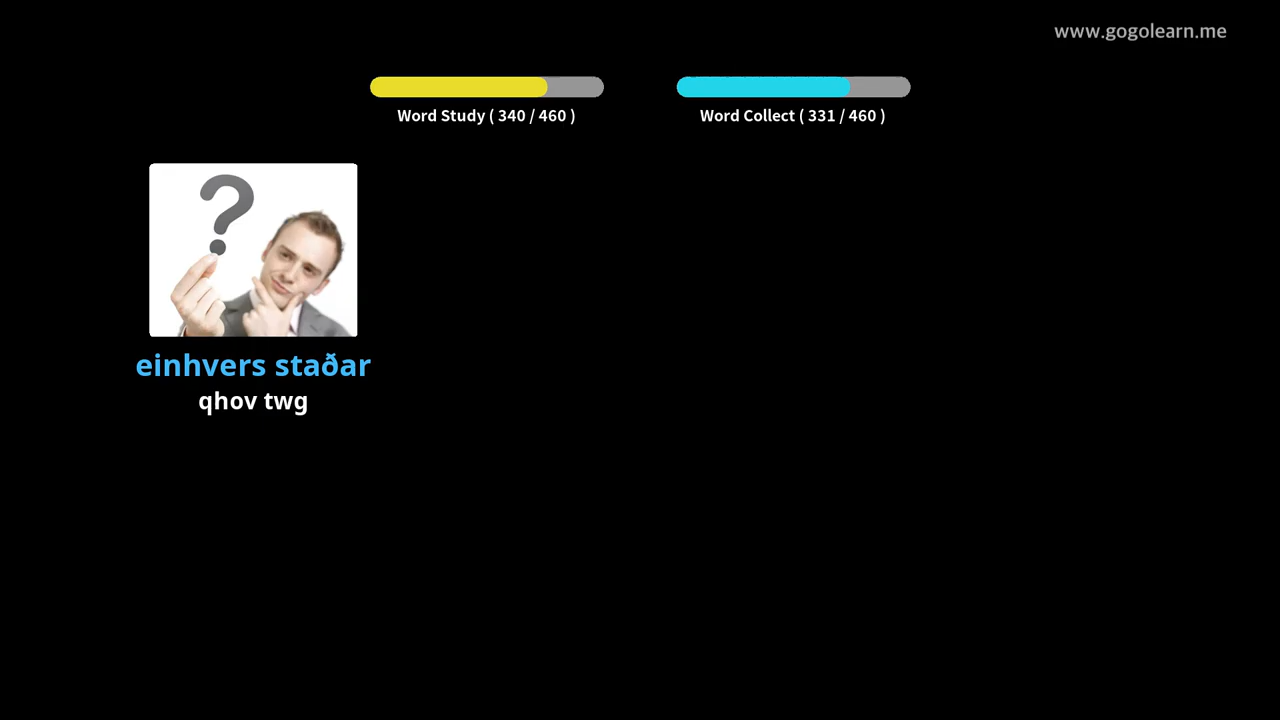 www.gogolearn.me
Word Study ( 340 / 460 )
Word Collect ( 331 / 460 )
?
einhvers staðar
qhov twg